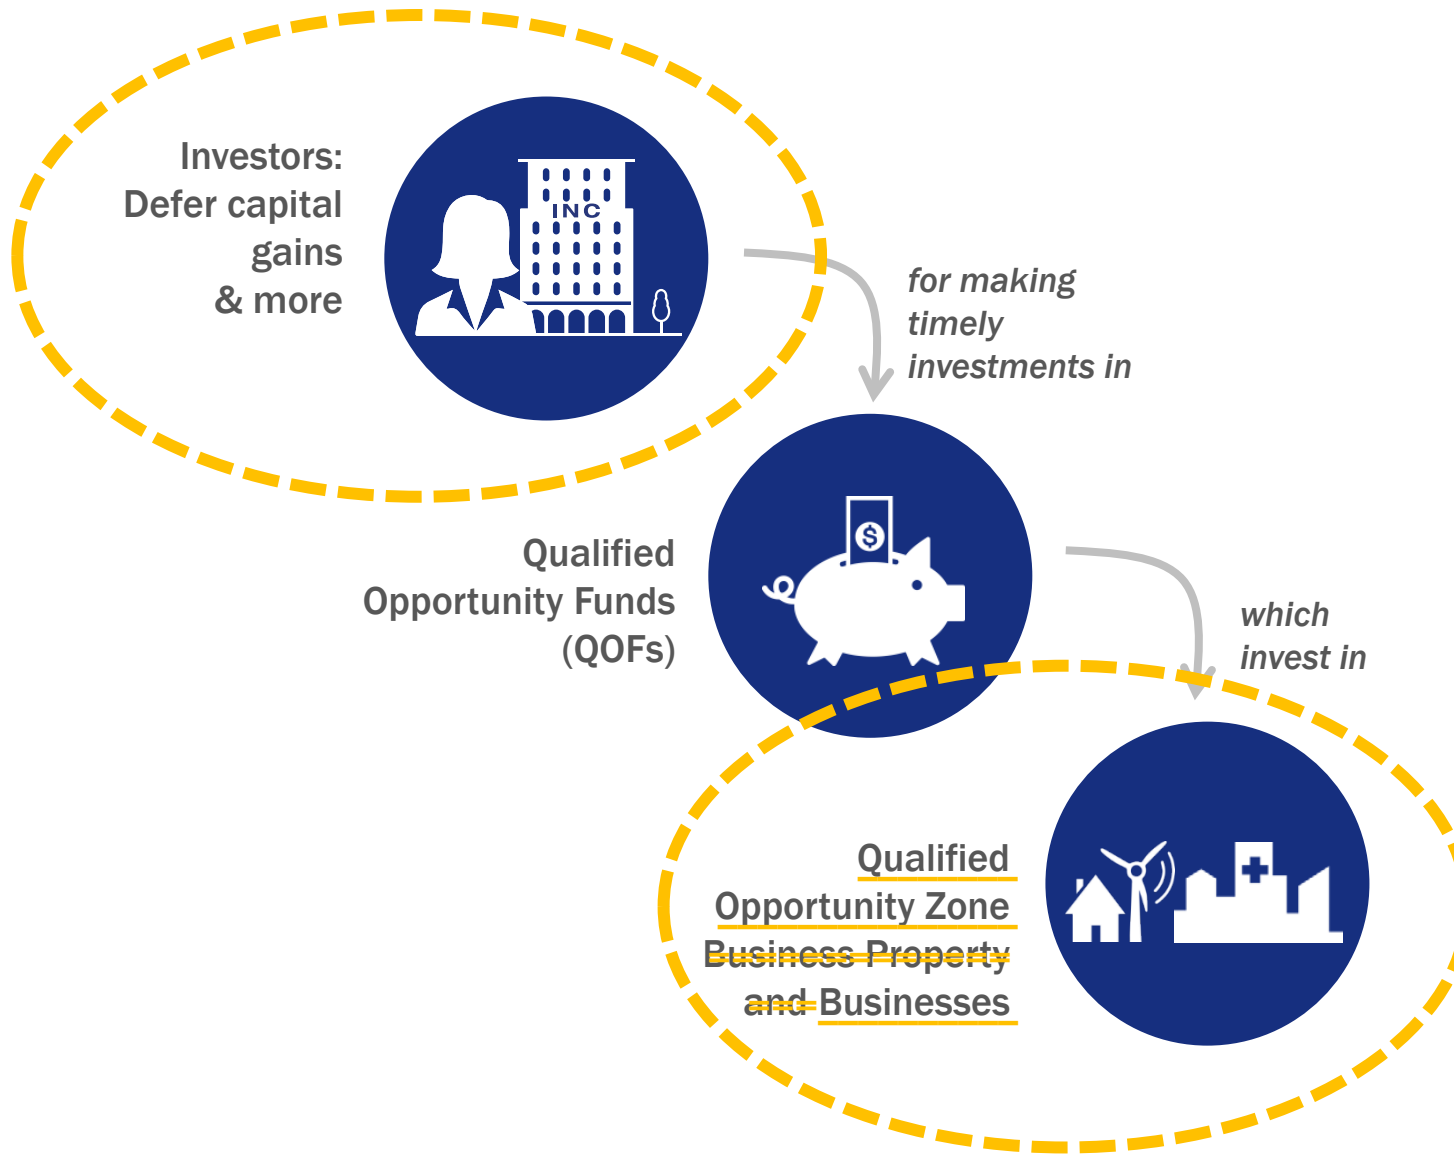 Investors:
Defer capital
gains
& more
INC
for making
timely
investments in
$
Qualified
Opportunity Funds
(QOFs)
which
invest in
Qualified
Opportunity Zone
Business Property
and Businesses